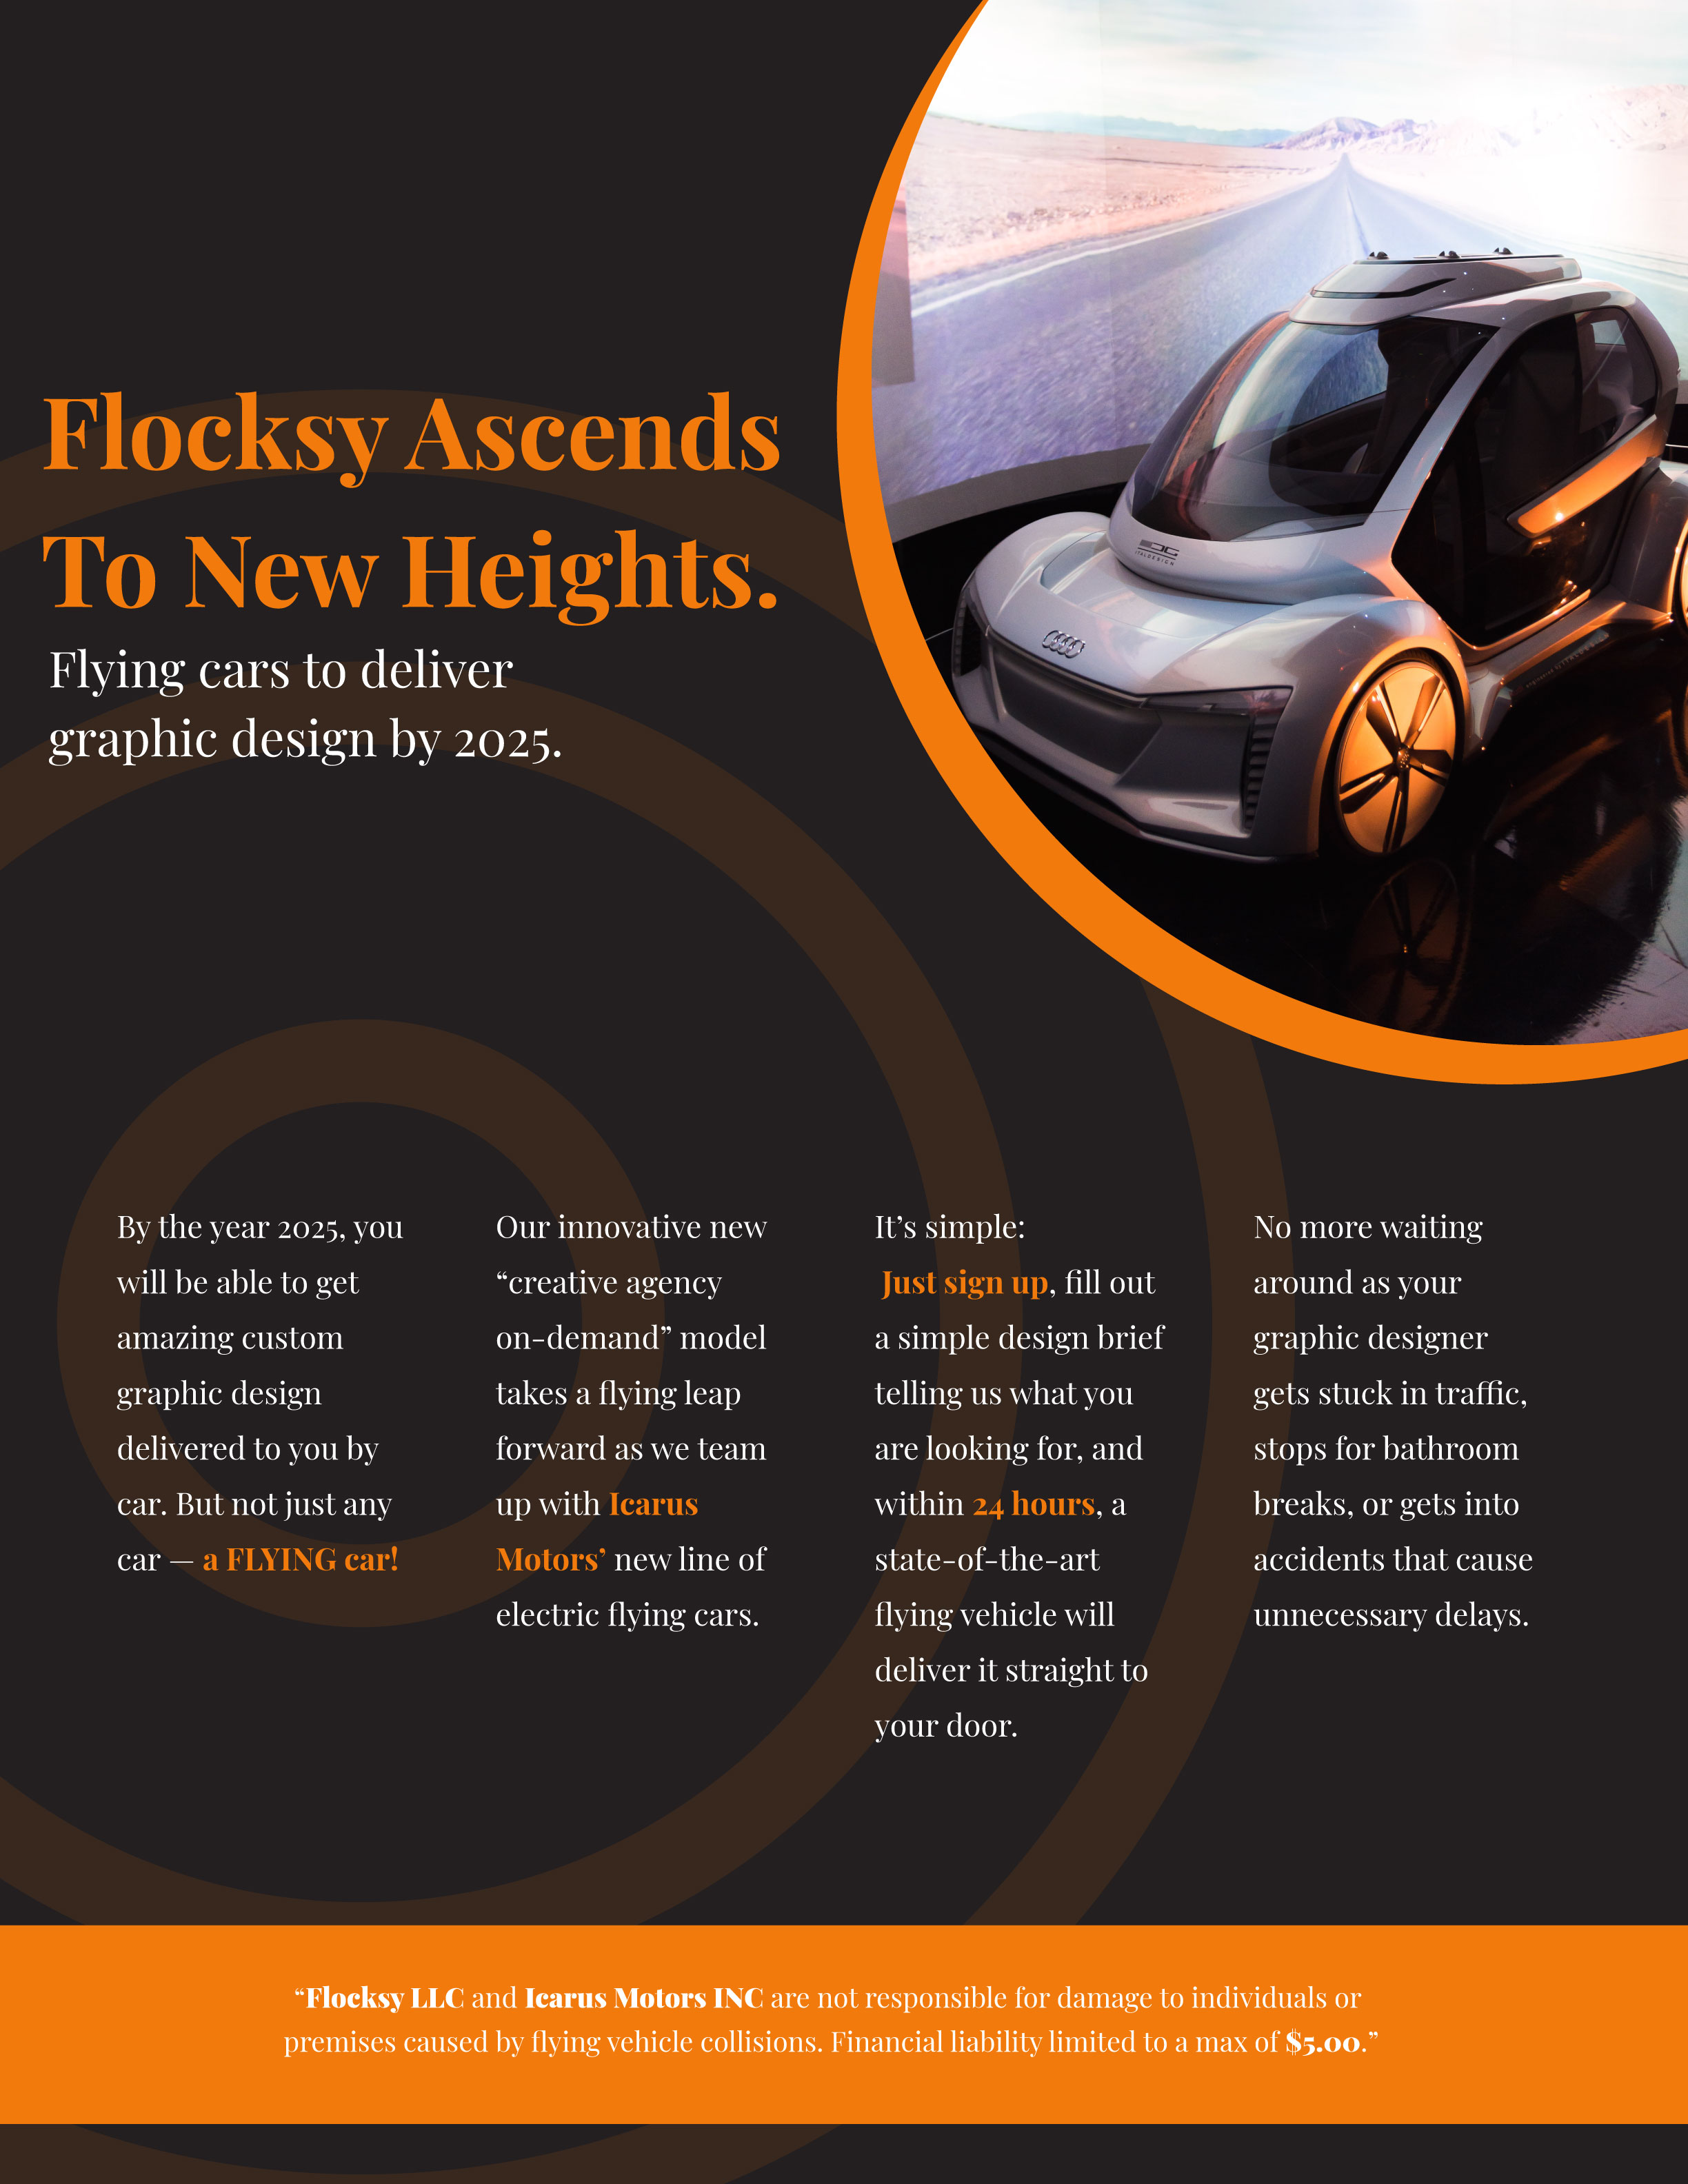 Flocksy Ascends
To New Heights.
Flying cars to deliver
graphic design by 2025.
ITALDESIGN
By the year 2025, you
will be able to get
amazing custom
graphic design
delivered to you by
car. But not just any
car — a FLYING car!
Our innovative new
“creative agency
on-demand” model
takes a flying leap
forward as we team
up with Icarus
Motors’ new line of
electric flying cars.
It’s simple:
Just sign up, fill out
a simple design brief
telling us what you
are looking for, and
within 24 hours, a
state-of-the-art
flying vehicle will
deliver it straight to
your door.
No more waiting
around as your
graphic designer
gets stuck in traffic,
stops for bathroom
breaks, or gets into
accidents that cause
unnecessary delays.
“Flocksy LLC and Icarus Motors INC are not responsible for damage to individuals or
premises caused by flying vehicle collisions. Financial liability limited to a max of $5.00.”